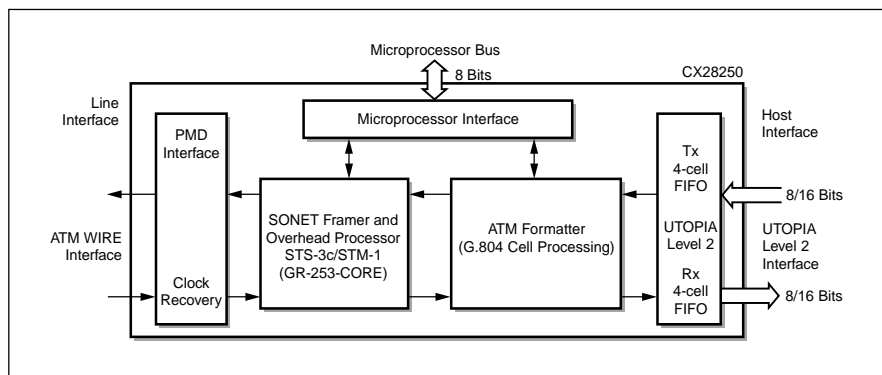 Microprocessor Bus
8 Bits
CX28250
Line
Interface
Microprocessor Interface
Host
Interface
PMD
Interface
Tx
4-cell
FIFO
8/16 Bits
SONET Framer and
Overhead Processor
STS-3c/STM-1
(GR-253-CORE)
ATM Formatter
(G.804 Cell Processing)
UTOPIA
Level 2
UTOPIA
Level 2
Interface
ATM WIRE
Interface
Clock
Recovery
Rx
4-cell
FIFO
8/16 Bits